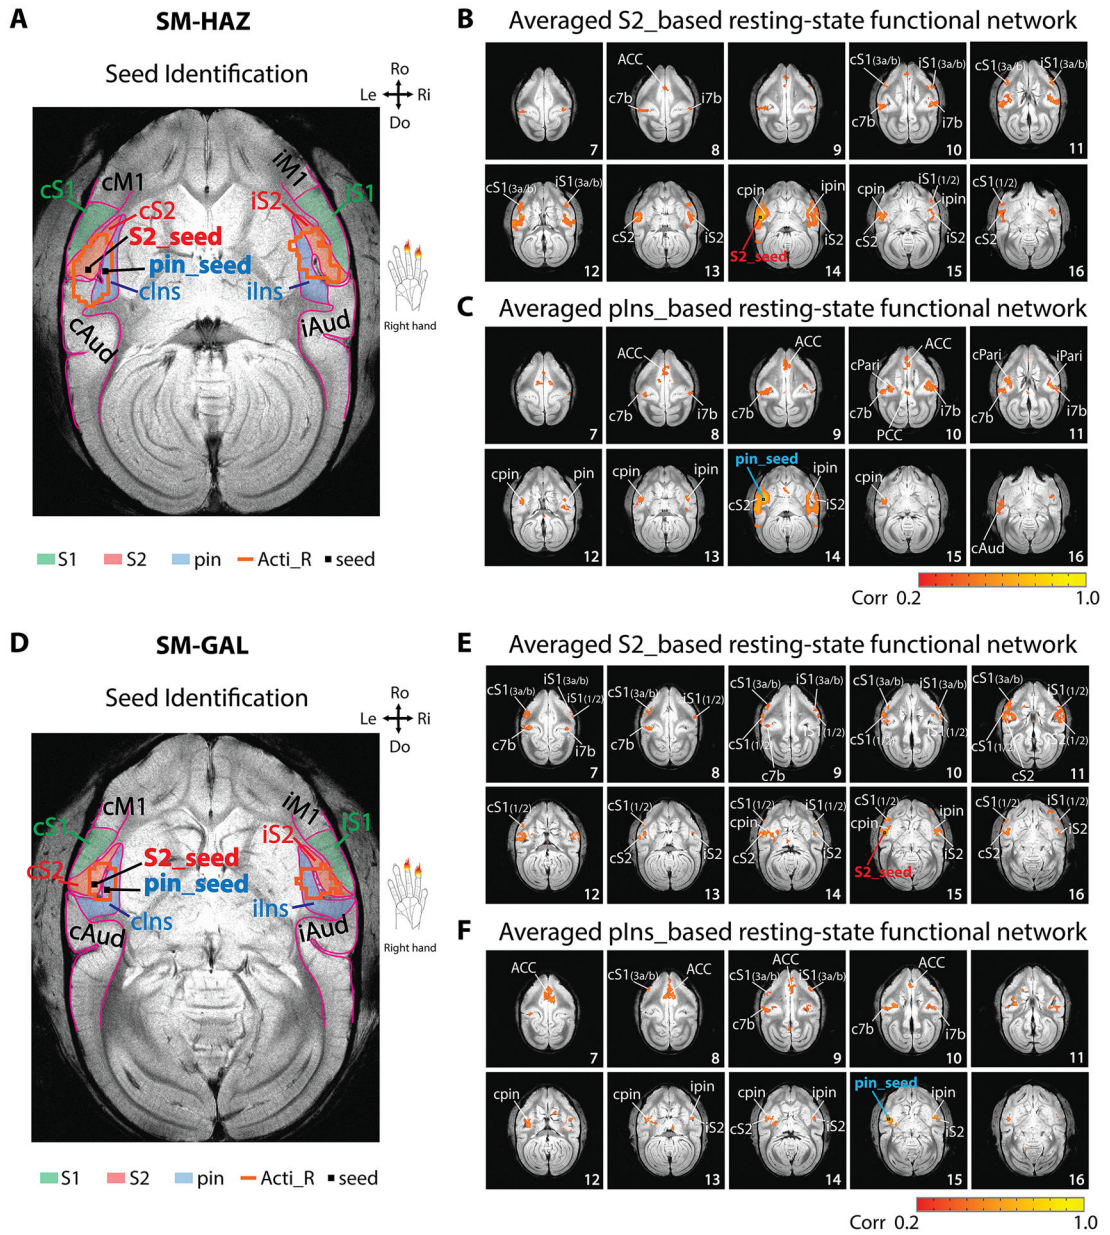 A
SM-HAZ
Seed Identification
Ro
Le
Ri
Do
cM1
iM1
cS1
iS1
cS2
iS2
S2_seed
pin_seed
cIns
iIns
cAud
iAud
Right hand
S1
S2
pin
Acti_R
seed
B
Averaged S2_based resting-state functional network
7
ACC
c7b
i7b
8
9
cS1(3a/b)
iS1(3a/b)
c7b
i7b
10
cS1(3a/b)
iS1(3a/b)
11
cS1(3a/b)
iS1(3a/b)
12
cS2
iS2
13
cpin
ipin
S2_seed
iS2
14
cpin
iS1(1/2)
ipin
cS2
iS2
15
cS1(1/2)
16
C
Averaged pIns_based resting-state functional network
7
ACC
c7b
i7b
8
ACC
c7b
9
cPari
ACC
c7b
i7b
PCC
10
cPari
iPari
c7b
i7b
11
cpin
pin
12
cpin
ipin
13
pin_seed
ipin
cS2
iS2
14
cpin
15
cAud
16
Corr 0.2
1.0
D
SM-GAL
Seed Identification
Ro
Le
Ri
Do
cM1
iM1
cS1
iS1
iS2
S2_seed
cS2
pin_seed
cIns
iIns
cAud
iAud
Right hand
S1
S2
pin
Acti_R
seed
E
Averaged S2_based resting-state functional network
cS1(3a/b)
iS1(3a/b)
iS1(1/2)
c7b
i7b
7
cS1(3a/b)
iS1(1/2)
c7b
8
cS1(3a/b)
iS1(3a/b)
cS1(1/2)
iS1(1/2)
c7b
9
cS1(3a/b)
iS1(3a/b)
cS1(1/2)
iS1(1/2)
10
cS1(3a/b)
iS1(1/2)
cS1(1/2)
iS2(1/2)
cS2
11
cS1(1/2)
12
cS1(1/2)
cS2
iS2
13
cS1(1/2)
iS1(1/2)
cpin
cS2
iS2
14
cS1(1/2)
cpin
ipin
iS2
S2_seed
15
cS1(1/2)
iS1(1/2)
cS2
iS2
16
F
Averaged pIns_based resting-state functional network
ACC
7
cS1(3a/b)
ACC
8
ACC
cS1(3a/b)
iS1(3a/b)
c7b
9
ACC
c7b
i7b
10
11
cpin
12
cpin
ipin
iS2
13
cpin
ipin
cS2
iS2
14
pin_seed
ipin
iS2
15
16
Corr 0.2
1.0